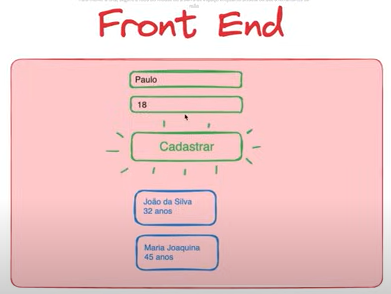 Front End
Paulo
18
Cadastrar
João da Silva
32 anos
Maria Joaquina
45 anos